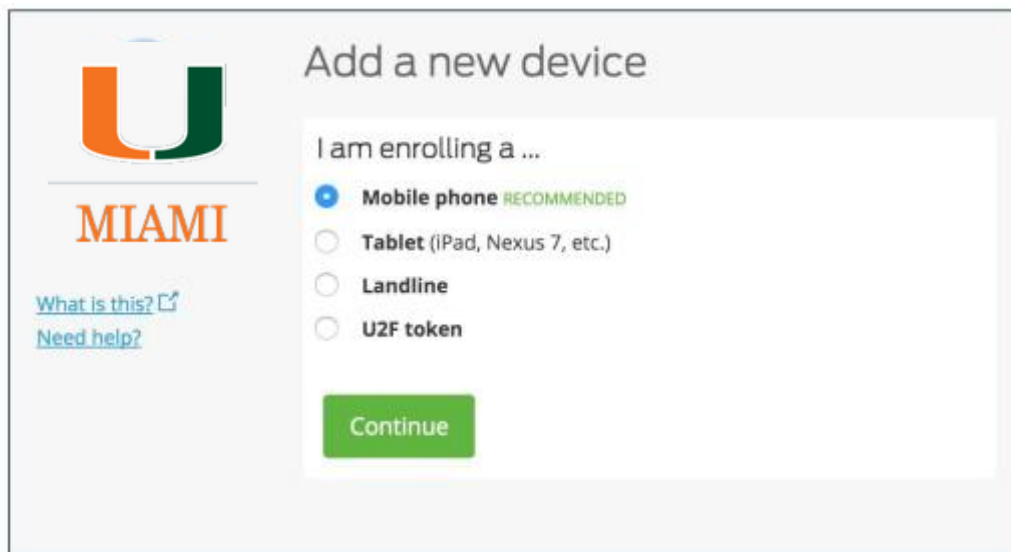 Add a new device
I am enrolling a ...
Mobile phone RECOMMENDED
Tablet (iPad, Nexus 7, etc.)
Landline
U2F token
Continue
U
MIAMI
What is this?
Need help?